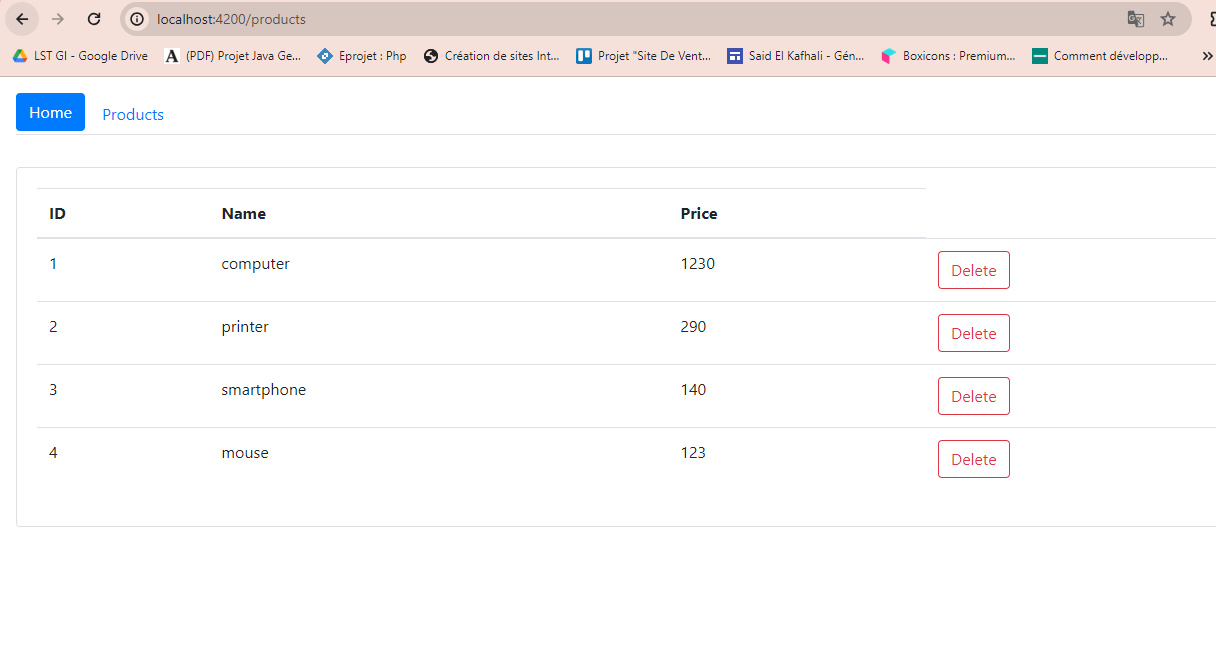 localhost:4200/products
LST GI - Google Drive A (PDF) Projet Java Ge... Eprojet : Php Création de sites Int... Projet "Site De Vent... Said El Kafhali - Gén... Boxicons : Premium... Comment développ... »
Home Products
ID Name Price
1 computer 1230 Delete
2 printer 290 Delete
3 smartphone 140 Delete
4 mouse 123 Delete